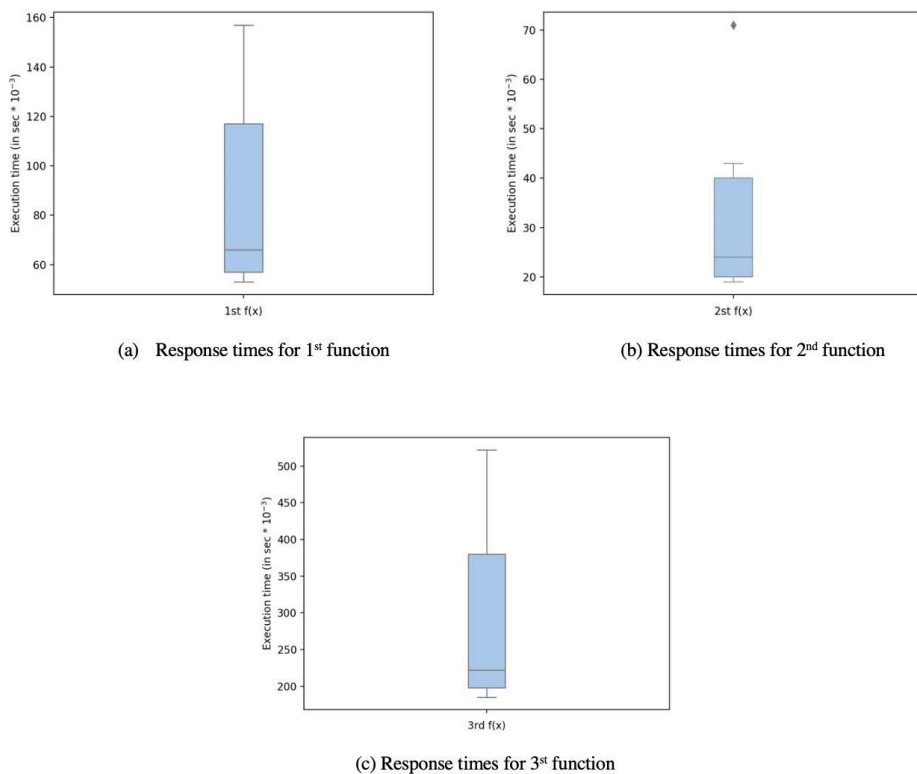 160
140
120
100
80
60
Execution time (in sec * 10⁻³)
1st f(x)
(a) Response times for 1ˢᵗ function
70
60
50
40
30
20
Execution time (in sec * 10⁻³)
2st f(x)
(b) Response times for 2ⁿᵈ function
500
450
400
350
300
250
200
Execution time (in sec * 10⁻³)
3rd f(x)
(c) Response times for 3ˢᵗ function